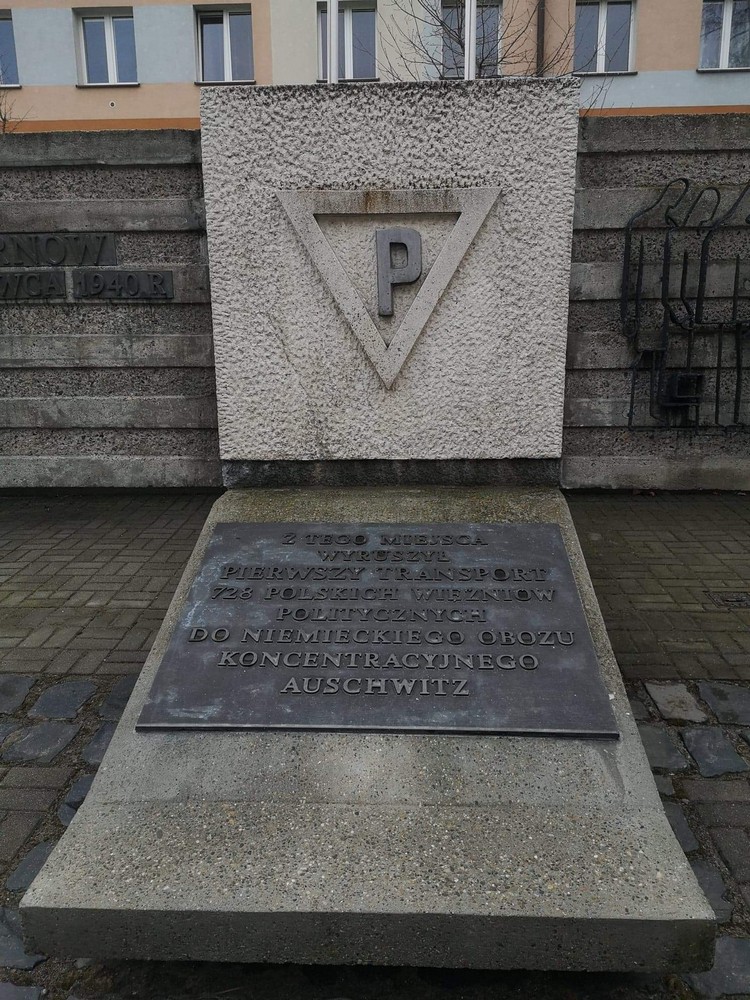 RNÓW
WCA 1940 R
P
Z TEGO MIEJSCA
WYRUSZYŁ
PIERWSZY TRANSPORT
728 POLSKICH WIĘŹNIÓW
POLITYCZNYCH
DO NIEMIECKIEGO OBOZU
KONCENTRACYJNEGO
AUSCHWITZ